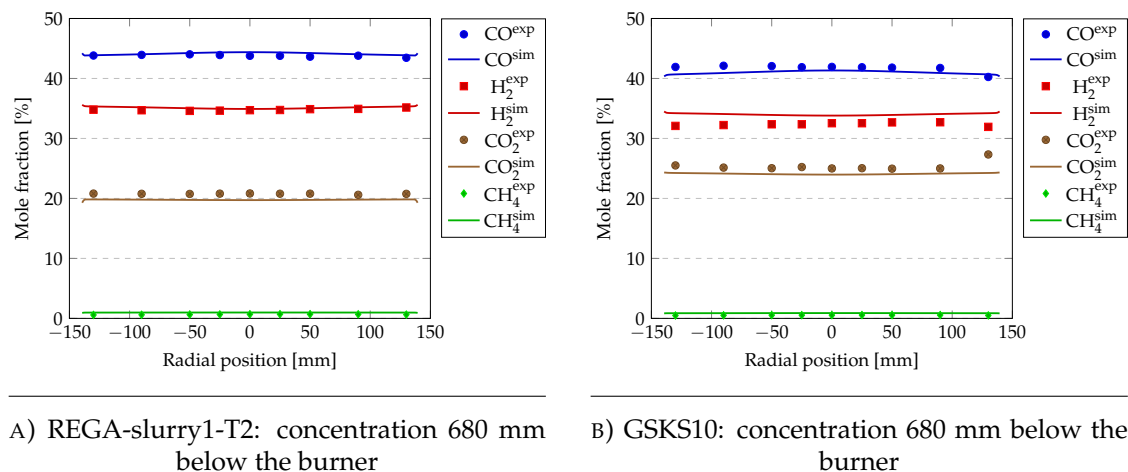 50
40
30
20
10
0
−150
−100
−50
0
50
100
150
Mole fraction [%]
Radial position [mm]
CO^exp
CO^sim
H_2^exp
H_2^sim
CO_2^exp
CO_2^sim
CH_4^exp
CH_4^sim
50
40
30
20
10
0
−150
−100
−50
0
50
100
150
Mole fraction [%]
Radial position [mm]
CO^exp
CO^sim
H_2^exp
H_2^sim
CO_2^exp
CO_2^sim
CH_4^exp
CH_4^sim
A) REGA-slurry1-T2: concentration 680 mm
below the burner
B) GSKS10: concentration 680 mm below the
burner